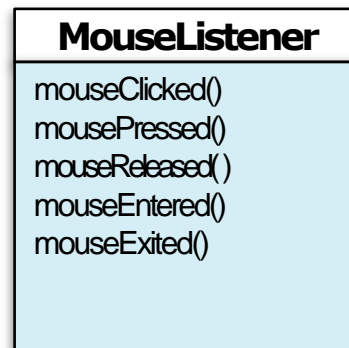 MouseListener
mouseClicked()
mousePressed()
mouseReleased( )
mouseEntered()
mouseExited()